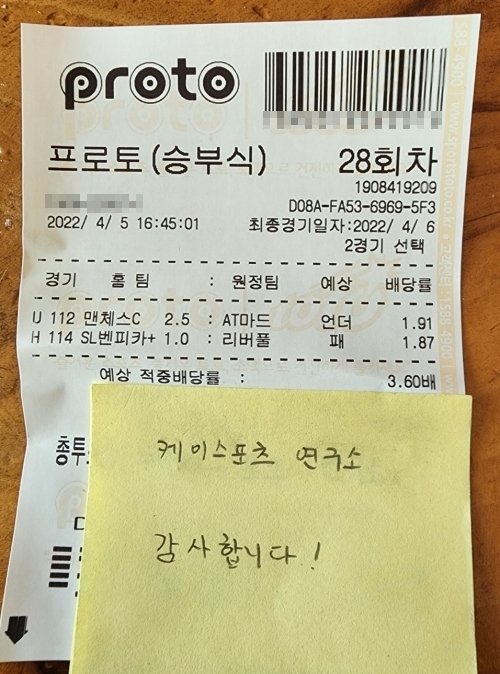 proto
프로토 (승부식) 28회차
1908419209
D08A-FA53-6969-5F3
2022/ 4/ 5 16:45:01 최종경기일자:2022/ 4/ 6
2경기 선택
경기 홈 팀 : 원정팀 예상 배당률
U 112 맨체스C 2.5 : AT마드 언더 1.91
H 114 SL벤피카+ 1.0 : 리버풀 패 1.87
예상 적중배당률 : 3.60배
총투
케이스포츠 연구소
감사합니다!